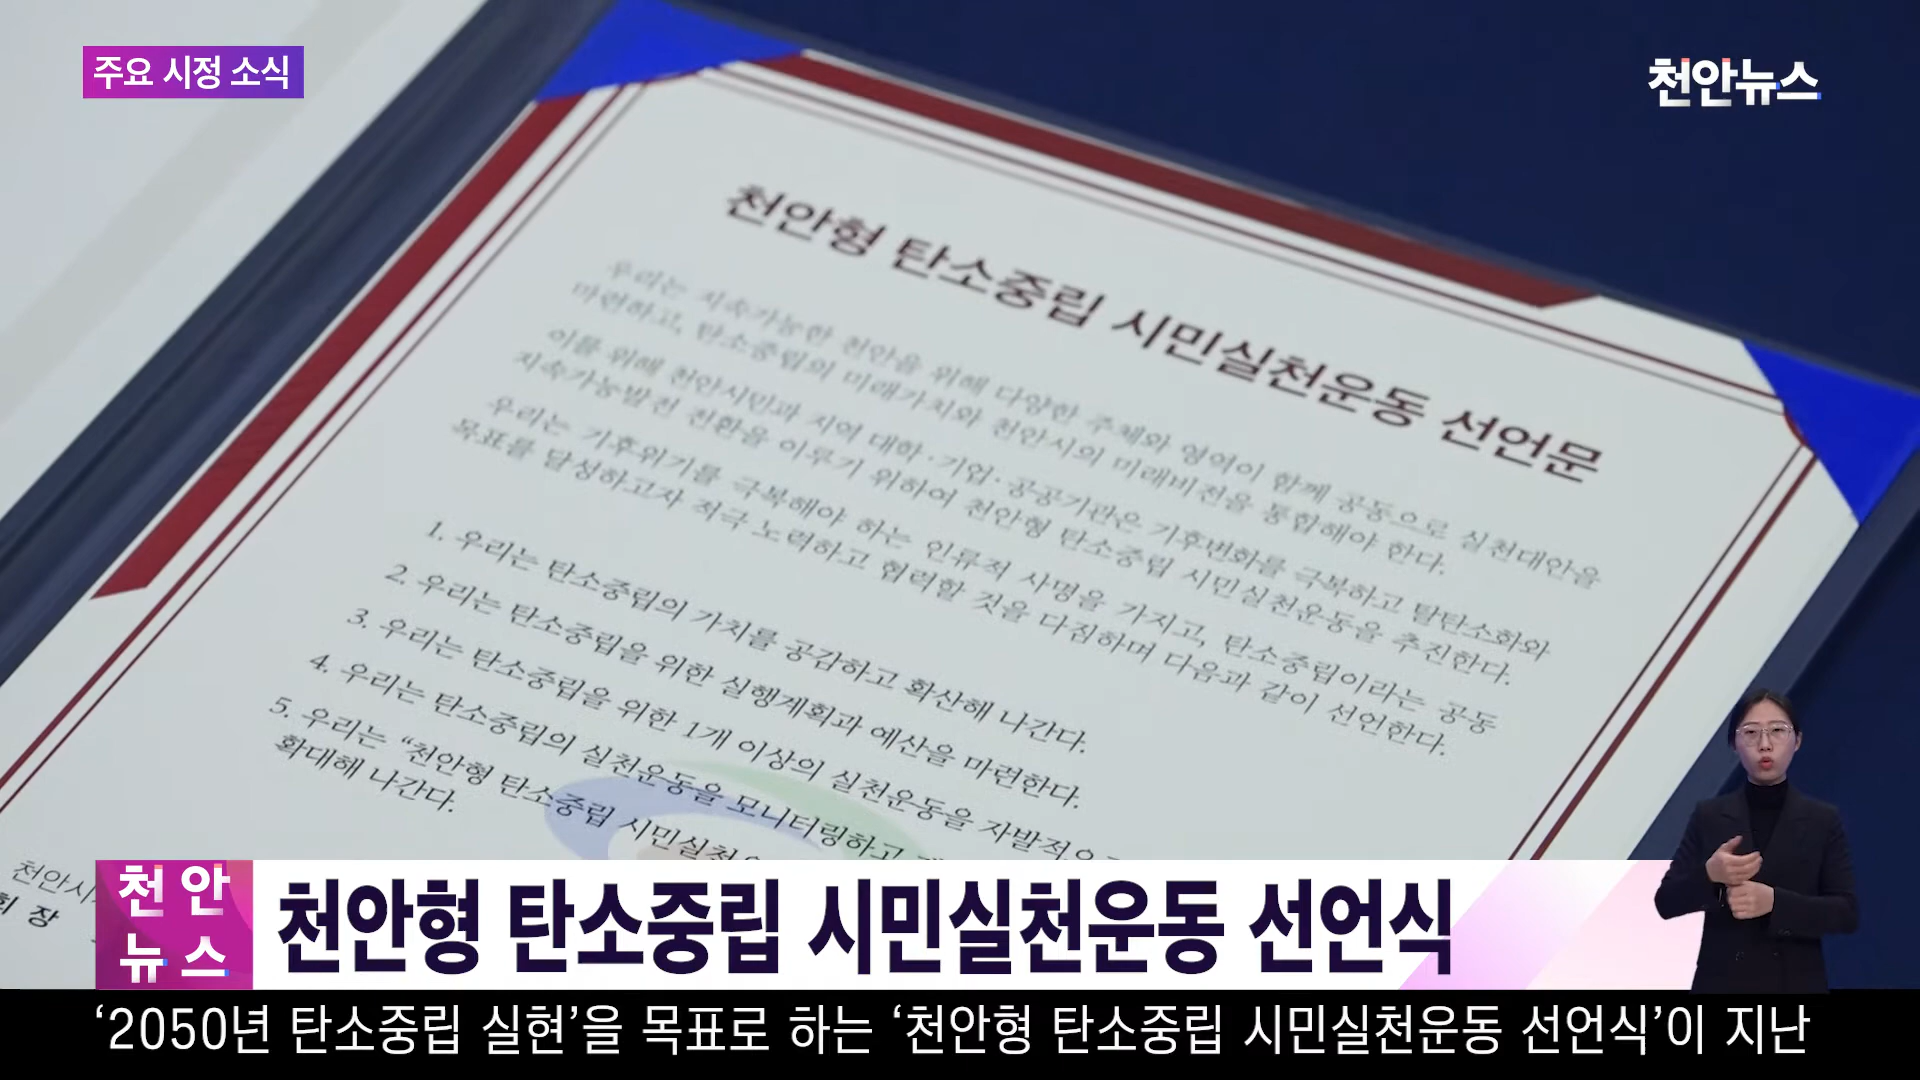 주요 시정 소식
천안뉴스
천안형 탄소중립 시민실천운동 선언문
우리는 지속가능한 천안을 위해 다양한 주체와 영역이 함께 공동으로 실천대안을
마련하고, 탄소중립의 미래가치와 천안시의 미래비전을 통합해야 한다.
이를 위해 천안시민과 지역 대학·기업·공공기관은 기후변화를 극복하고 탈탄소화와
지속가능발전 전환을 이루기 위하여 천안형 탄소중립 시민실천운동을 추진한다.
우리는 기후위기를 극복해야 하는 인류적 사명을 가지고, 탄소중립이라는 공동
목표를 달성하고자 적극 노력하고 협력할 것을 다짐하며 다음과 같이 선언한다.
1. 우리는 탄소중립의 가치를 공감하고 확산해 나간다.
2. 우리는 탄소중립을 위한 실행계획과 예산을 마련한다.
3. 우리는 탄소중립을 위한 1개 이상의 실천운동을 자발적으로
4. 우리는 탄소중립의 실천운동을 모니터링하고
5. 우리는 “천안형 탄소중립 시민실천
확대해 나간다.
천안시
회 장
천안
뉴스
천안형 탄소중립 시민실천운동 선언식
‘2050년 탄소중립 실현’을 목표로 하는 ‘천안형 탄소중립 시민실천운동 선언식’이 지난